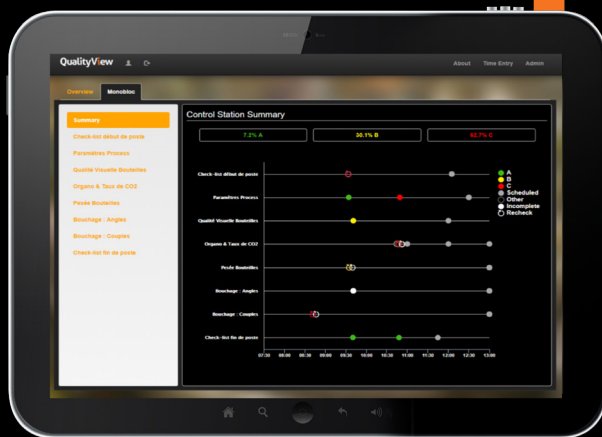 QualityView
About Time Entry Admin
Overview Monobloc
Summary
Check-list début de poste
Paramètres Process
Qualité Visuelle Bouteilles
Organo & Taux de CO2
Pesée Bouteilles
Bouchage : Angles
Bouchage : Couples
Check-list fin de poste
Control Station Summary
7.2% A
30.1% B
62.7% C
Check-list début de poste
Paramètres Process
Qualité Visuelle Bouteilles
Organo & Taux de CO2
Pesée Bouteilles
Bouchage : Angles
Bouchage : Couples
Check-list fin de poste
A
B
C
Scheduled
Other
Incomplete
Recheck
07:30 08:00 08:30 09:00 09:30 10:00 10:30 11:00 11:30 12:00 12:30 13:00